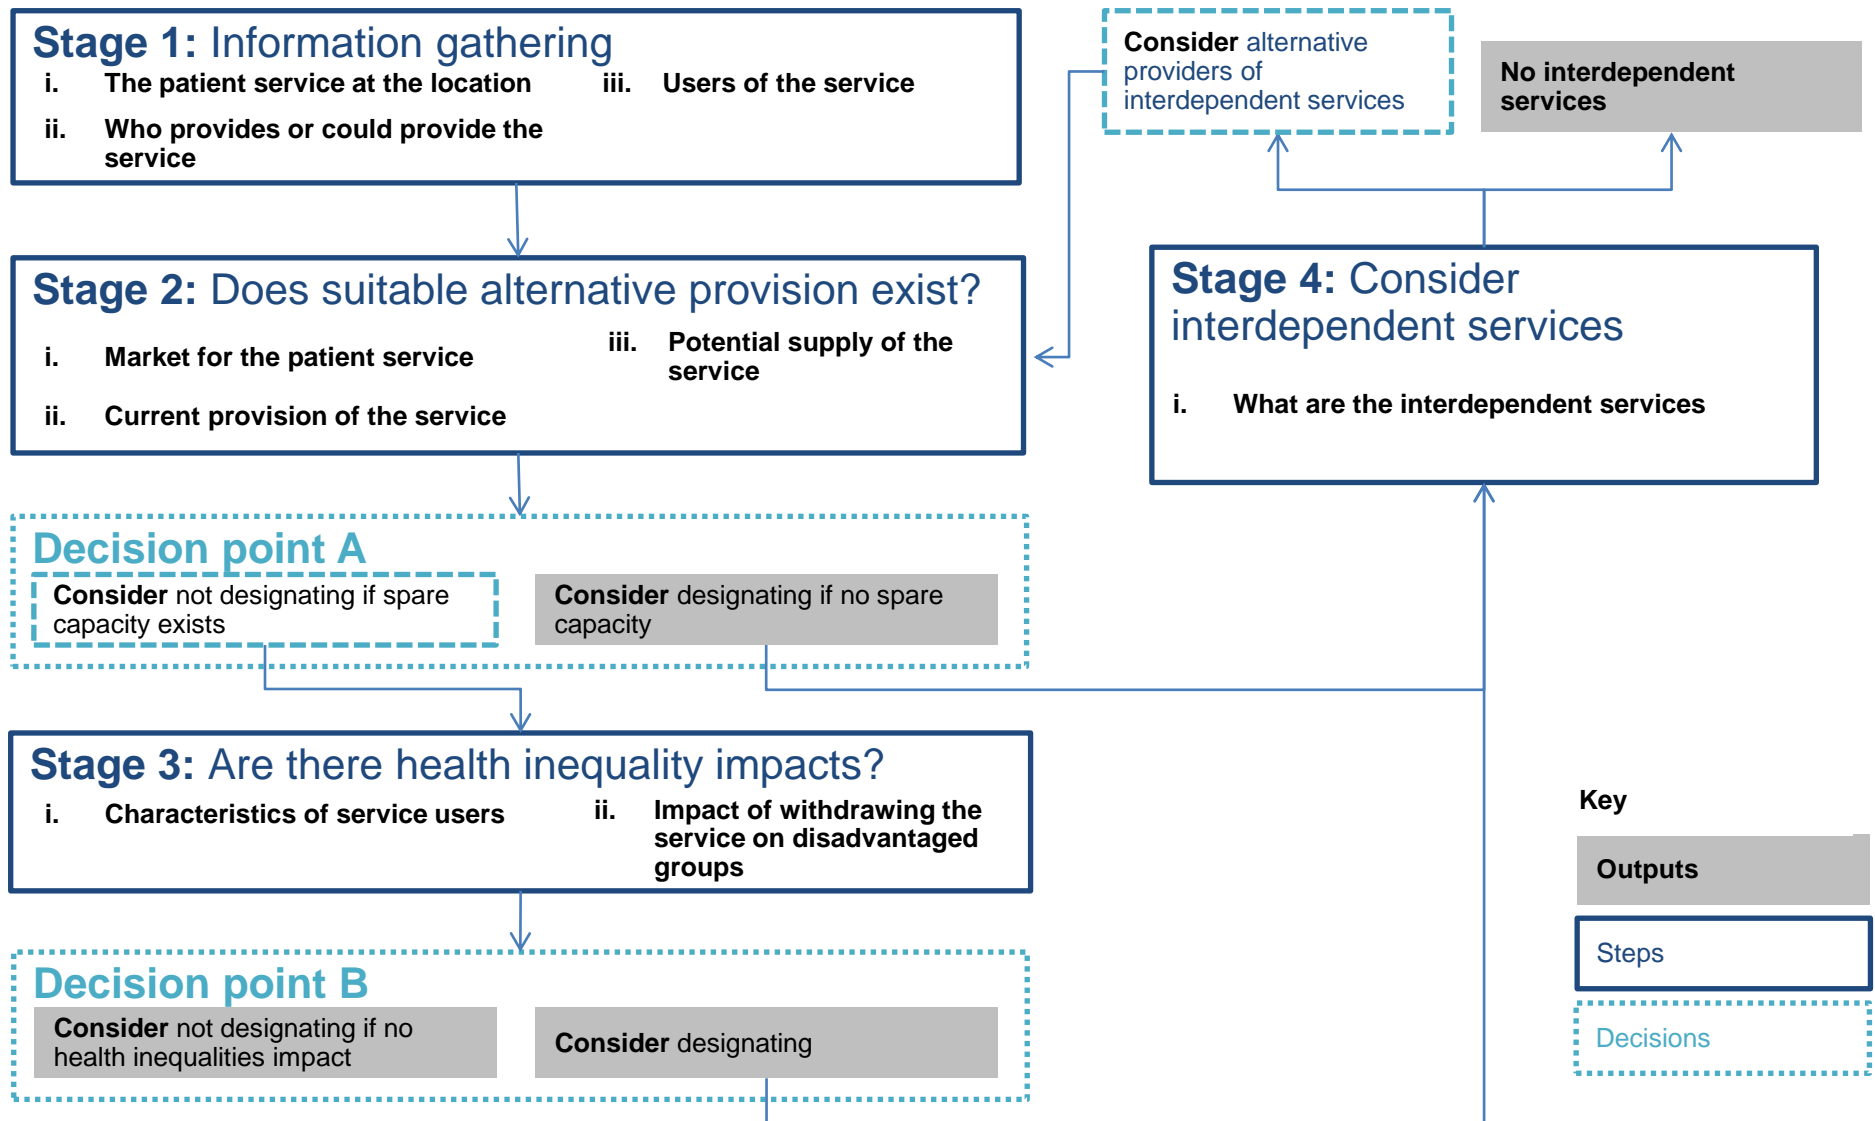 Stage 1: Information gathering
i. The patient service at the location
ii. Who provides or could provide the
service
iii. Users of the service
Consider alternative
providers of
interdependent services
No interdependent
services
Stage 2: Does suitable alternative provision exist?
i. Market for the patient service
ii. Current provision of the service
iii. Potential supply of the
service
Stage 4: Consider
interdependent services
i. What are the interdependent services
Decision point A
Consider not designating if spare
capacity exists
Consider designating if no spare
capacity
Stage 3: Are there health inequality impacts?
i. Characteristics of service users
ii. Impact of withdrawing the
service on disadvantaged
groups
Decision point B
Consider not designating if no
health inequalities impact
Consider designating
Key
Outputs
Steps
Decisions